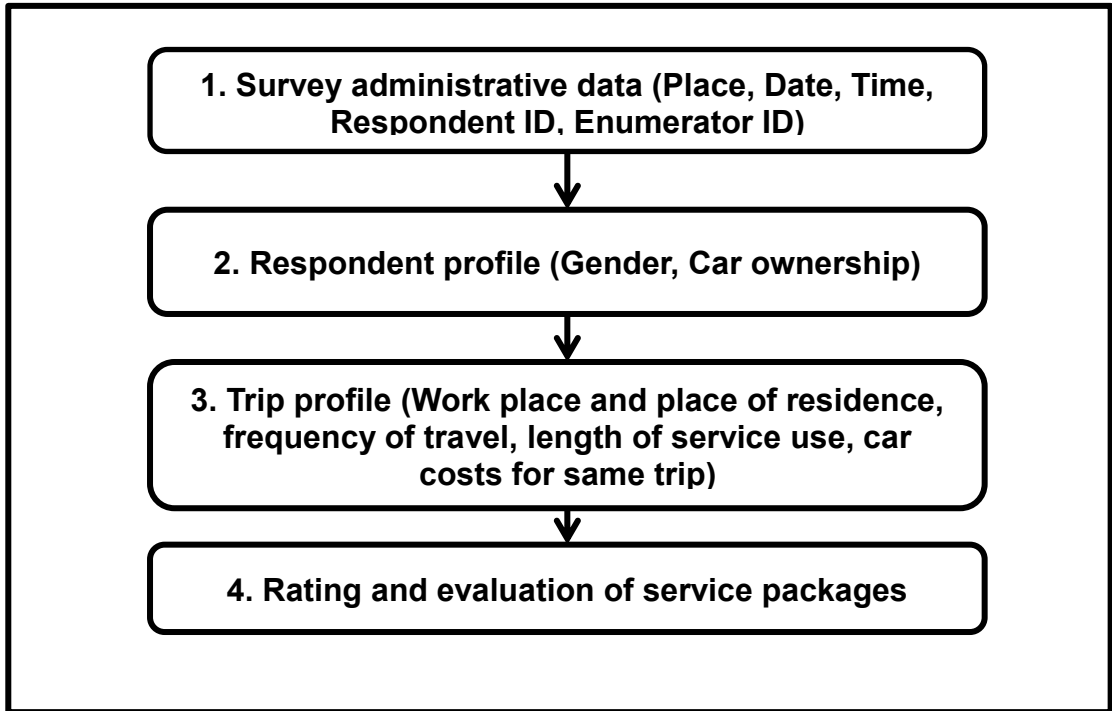 1. Survey administrative data (Place, Date, Time,
Respondent ID, Enumerator ID)
2. Respondent profile (Gender, Car ownership)
3. Trip profile (Work place and place of residence,
frequency of travel, length of service use, car
costs for same trip)
4. Rating and evaluation of service packages